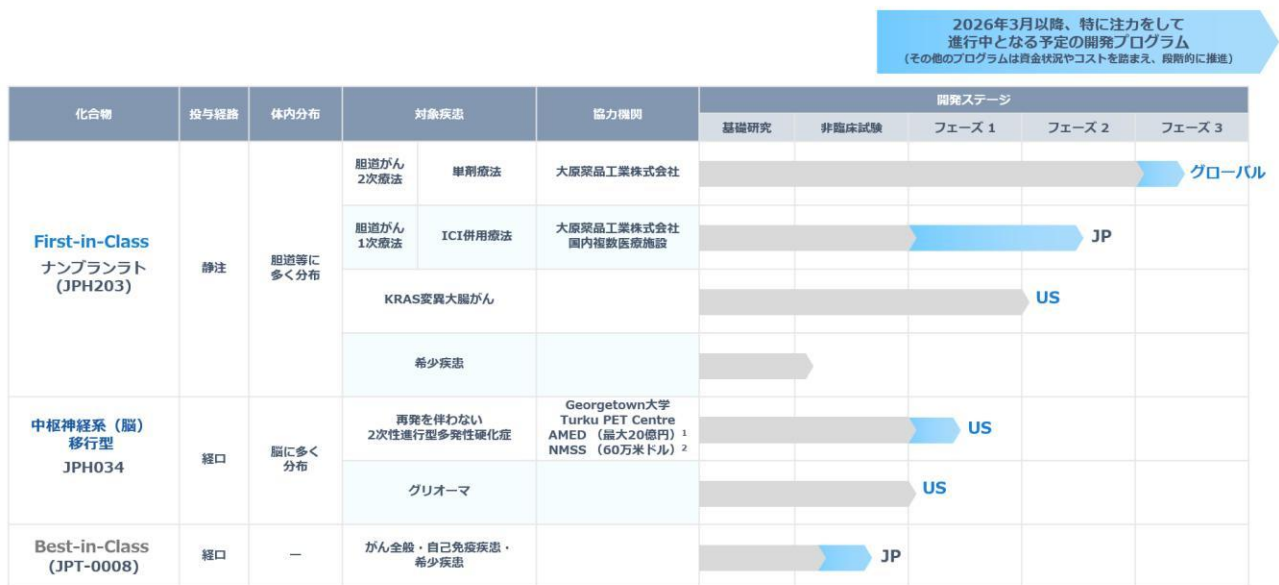 2026年3月以降、特に注力をして
進行中となる予定の開発プログラム
(その他のプログラムは資金状況やコストを踏まえ、段階的に推進)
化合物
投与経路
体内分布
対象疾患
協力機関
開発ステージ
基礎研究
非臨床試験
フェーズ 1
フェーズ 2
フェーズ 3
First-in-Class
ナンブランラト
(JPH203)
静注
胆道等に
多く分布
胆道がん
2次療法
単剤療法
大原薬品工業株式会社
グローバル
胆道がん
1次療法
ICI併用療法
大原薬品工業株式会社
国内複数医療施設
JP
KRAS変異大腸がん
US
希少疾患
中枢神経系（脳）
移行型
JPH034
経口
脳に多く
分布
再発を伴わない
2次性進行型多発性硬化症
Georgetown大学
Turku PET Centre
AMED （最大20億円）1
NMSS （60万米ドル）2
US
グリオーマ
US
Best-in-Class
(JPT-0008)
経口
―
がん全般・自己免疫疾患・
希少疾患
JP